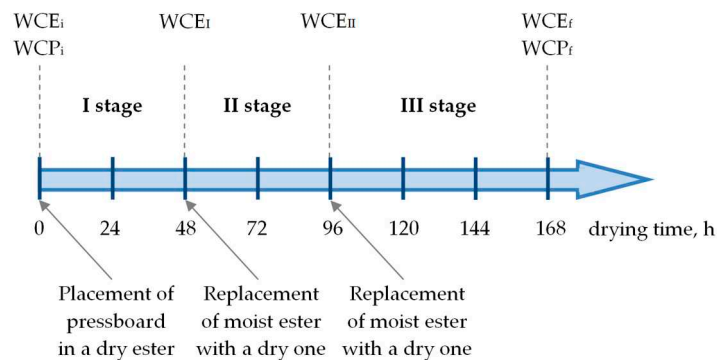 WCEi WCEI WCEII WCEf
WCPi WCPf
I stage II stage III stage
0 24 48 72 96 120 144 168 drying time, h
Placement of
pressboard
in a dry ester
Replacement
of moist ester
with a dry one
Replacement
of moist ester
with a dry one